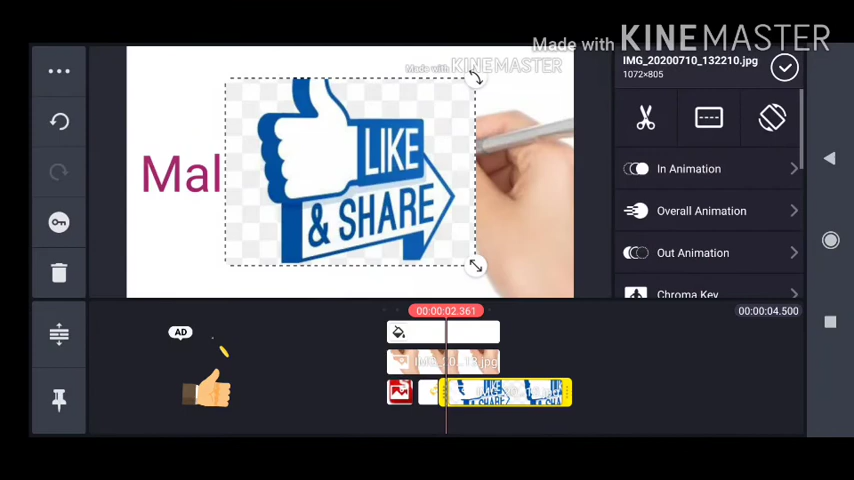 Made with KINEMASTER
Made with KINEMASTER
IMG_20200710_132210.jpg
1072×805
Mal
LIKE
& SHARE
In Animation
Overall Animation
Out Animation
Chroma Key
00:00:02.361
00:00:04.500
AD
& SHARE